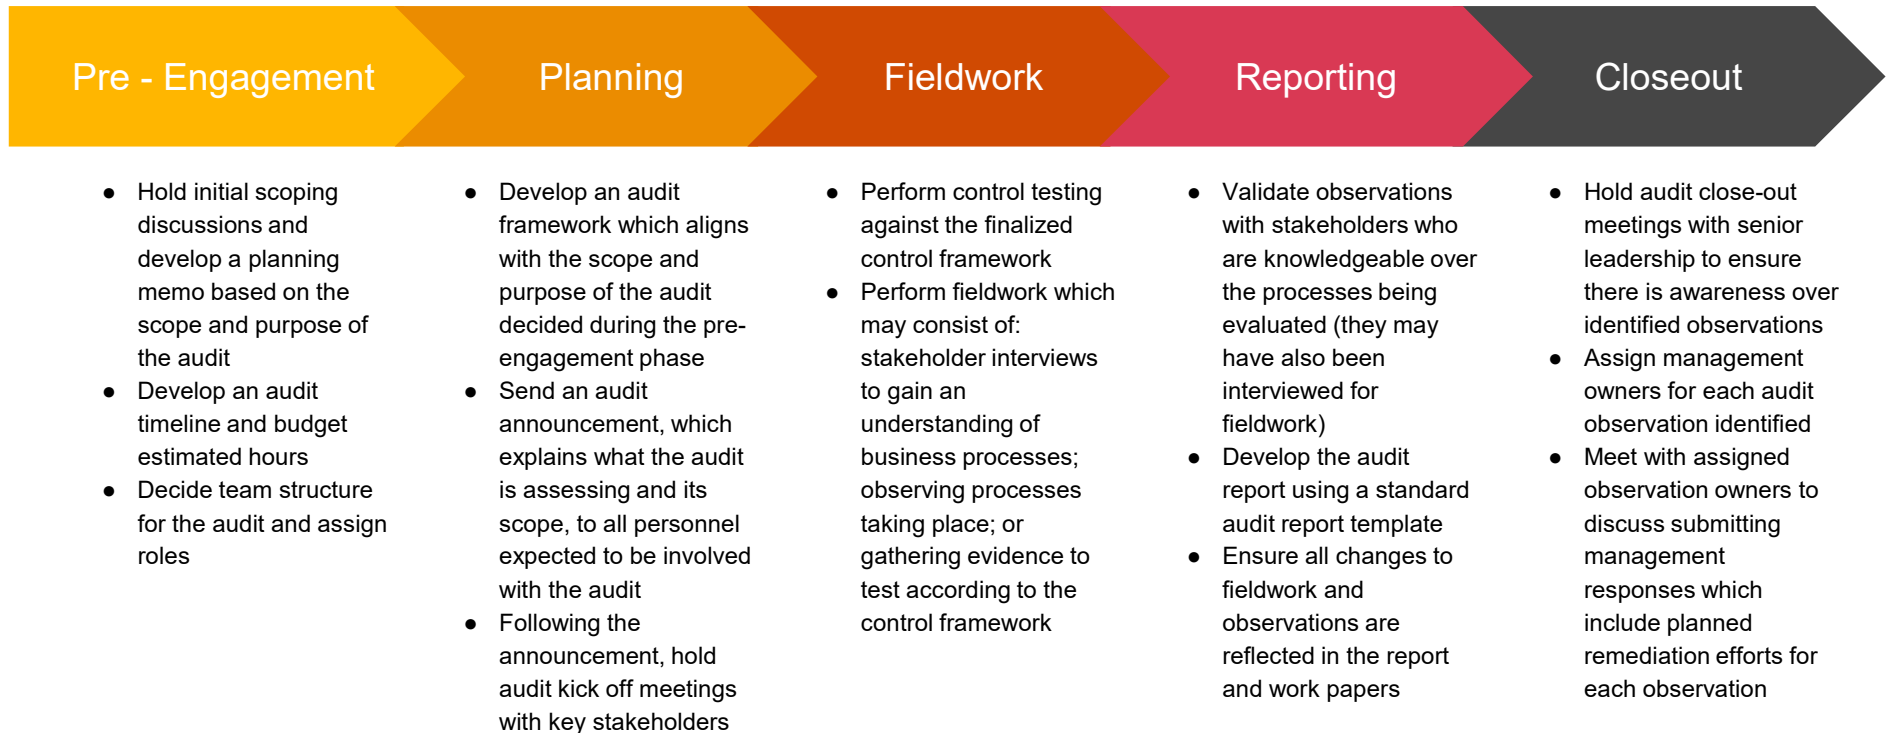 Pre - Engagement
Planning
Fieldwork
Reporting
Closeout
● Hold initial scoping
discussions and
develop a planning
memo based on the
scope and purpose of
the audit
● Develop an audit
timeline and budget
estimated hours
● Decide team structure
for the audit and assign
roles
● Develop an audit
framework which aligns
with the scope and
purpose of the audit
decided during the pre-
engagement phase
● Send an audit
announcement, which
explains what the audit
is assessing and its
scope, to all personnel
expected to be involved
with the audit
● Following the
announcement, hold
audit kick off meetings
with key stakeholders
● Perform control testing
against the finalized
control framework
● Perform fieldwork which
may consist of:
stakeholder interviews
to gain an
understanding of
business processes;
observing processes
taking place; or
gathering evidence to
test according to the
control framework
● Validate observations
with stakeholders who
are knowledgeable over
the processes being
evaluated (they may
have also been
interviewed for
fieldwork)
● Develop the audit
report using a standard
audit report template
● Ensure all changes to
fieldwork and
observations are
reflected in the report
and work papers
● Hold audit close-out
meetings with senior
leadership to ensure
there is awareness over
identified observations
● Assign management
owners for each audit
observation identified
● Meet with assigned
observation owners to
discuss submitting
management
responses which
include planned
remediation efforts for
each observation